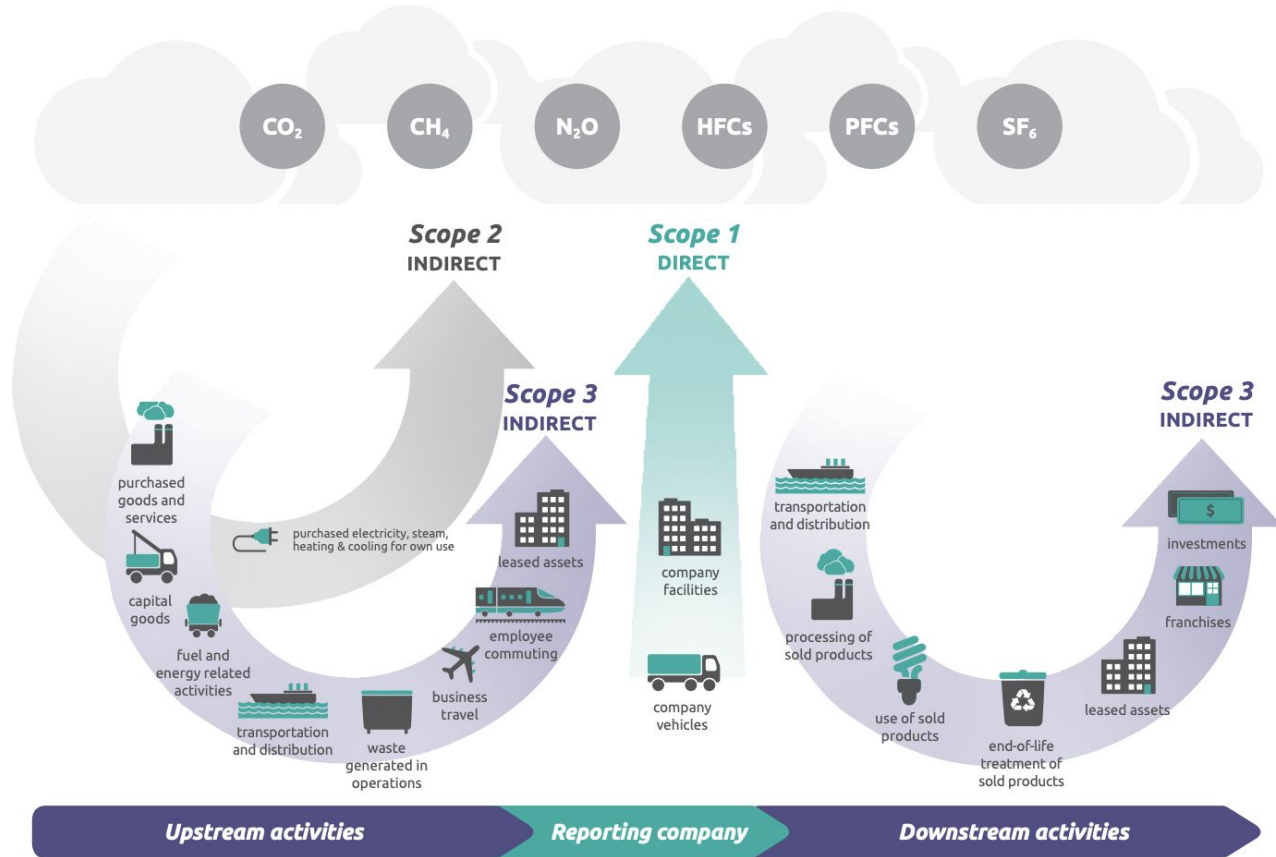 CO₂ CH₄ N₂O HFCs PFCs SF₆
Scope 2
INDIRECT
Scope 1
DIRECT
Scope 3
INDIRECT
Scope 3
INDIRECT
purchased
goods and
services
capital
goods
fuel and
energy related
activities
transportation
and distribution
waste
generated in
operations
business
travel
employee
commuting
leased assets
purchased electricity, steam,
heating & cooling for own use
company
facilities
company
vehicles
transportation
and distribution
processing of
sold products
use of sold
products
end-of-life
treatment of
sold products
leased assets
franchises
$
investments
Upstream activities
Reporting company
Downstream activities